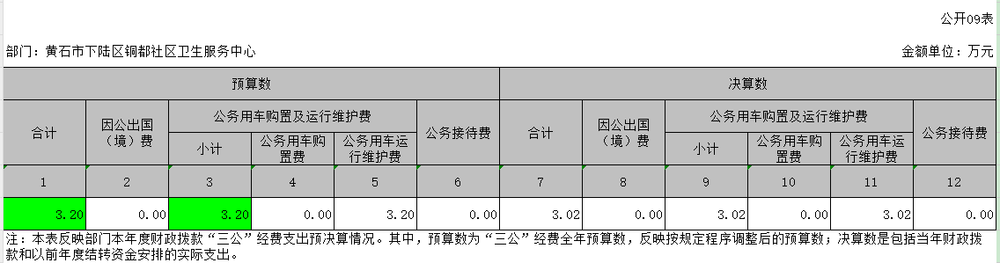 公开09表
部门：黄石市下陆区铜都社区卫生服务中心 金额单位：万元
预算数 决算数
合计 因公出国（境）费 公务用车购置及运行维护费 公务接待费 合计 因公出国（境）费 公务用车购置及运行维护费 公务接待费
小计 公务用车购置费 公务用车运行维护费 小计 公务用车购置费 公务用车运行维护费
1 2 3 4 5 6 7 8 9 10 11 12
3.20 0.00 3.20 0.00 3.20 0.00 3.02 0.00 3.02 0.00 3.02 0.00
注：本表反映部门本年度财政拨款“三公”经费支出预决算情况。其中，预算数为“三公”经费全年预算数，反映按规定程序调整后的预算数；决算数是包括当年财政拨
款和以前年度结转资金安排的实际支出。